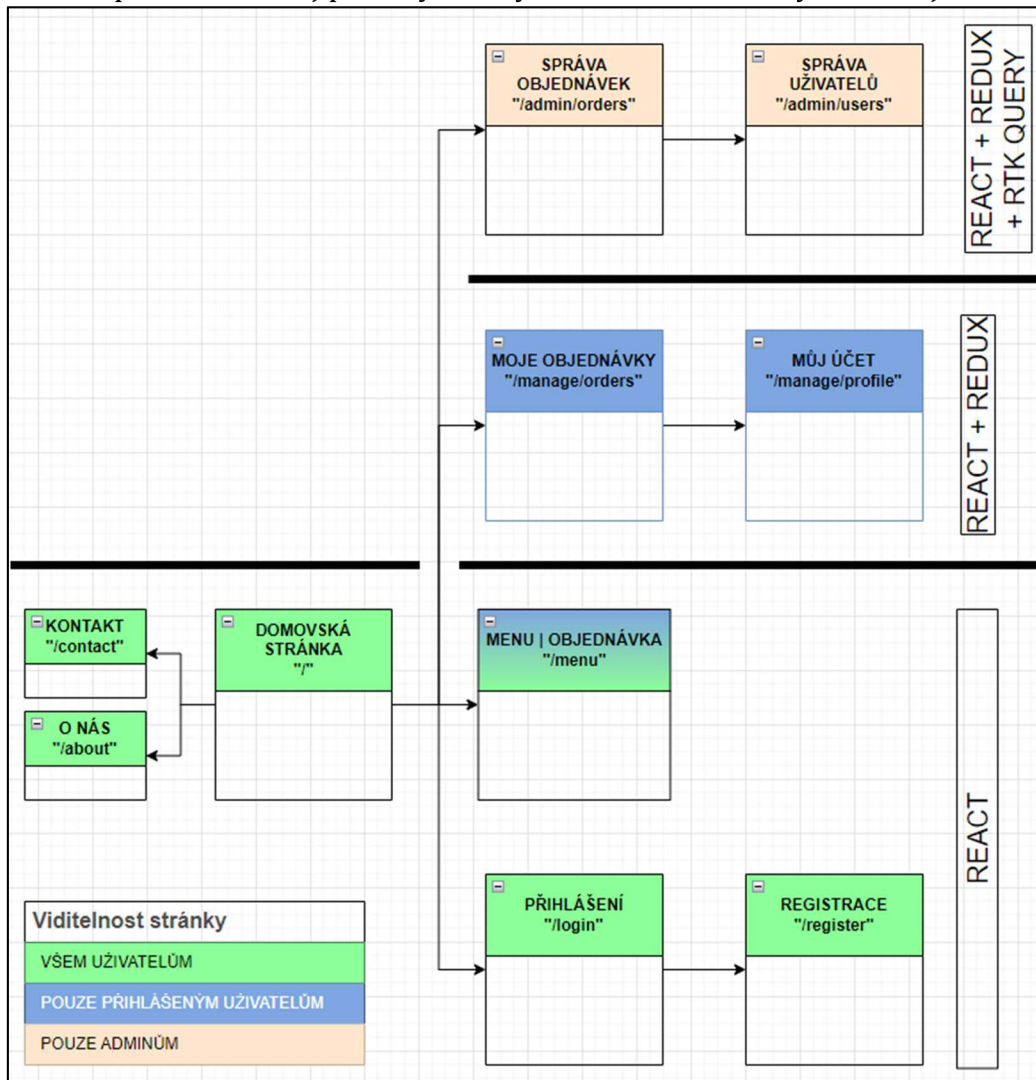 SPRÁVA
OBJEDNÁVEK
"/admin/orders"
SPRÁVA
UŽIVATELŮ
"/admin/users"
REACT + REDUX
+ RTK QUERY
MOJE OBJEDNÁVKY
"/manage/orders"
MŮJ ÚČET
"/manage/profile"
REACT + REDUX
KONTAKT
"/contact"
O NÁS
"/about"
DOMOVSKÁ
STRÁNKA
"/"
MENU | OBJEDNÁVKA
"/menu"
PŘIHLÁŠENÍ
"/login"
REGISTRACE
"/register"
REACT
Viditelnost stránky
VŠEM UŽIVATELŮM
POUZE PŘIHLÁŠENÝM UŽIVATELŮM
POUZE ADMINŮM